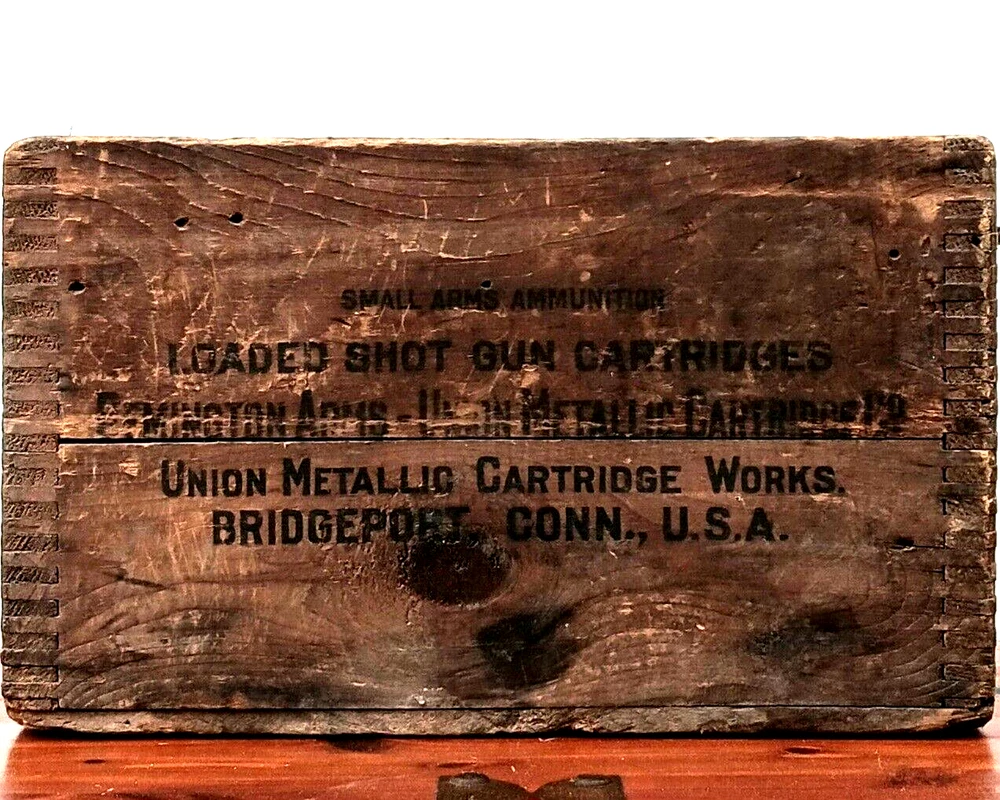 SMALL ARMS AMMUNITION
LOADED SHOT GUN CARTRIDGES
REMINGTON ARMS - UNION METALLIC CARTRIDGE CO
UNION METALLIC CARTRIDGE WORKS.
BRIDGEPORT CONN., U.S.A.